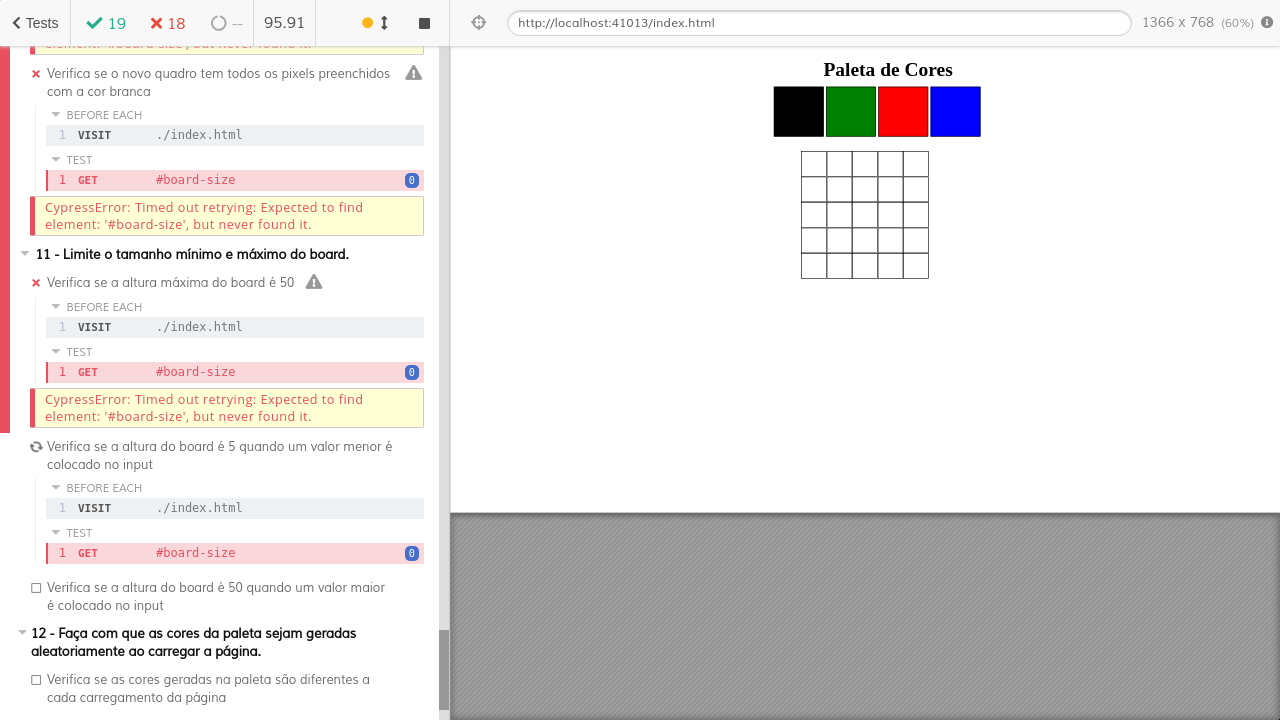 Tests
19
18
--
95.91
http://localhost:41013/index.html
1366 x 768 (60%)
element: '#board-size', but never found it.
Verifica se o novo quadro tem todos os pixels preenchidos
com a cor branca
BEFORE EACH
1 VISIT ./index.html
TEST
1 GET #board-size 0
CypressError: Timed out retrying: Expected to find
element: '#board-size', but never found it.
11 - Limite o tamanho mínimo e máximo do board.
Verifica se a altura máxima do board é 50
BEFORE EACH
1 VISIT ./index.html
TEST
1 GET #board-size 0
CypressError: Timed out retrying: Expected to find
element: '#board-size', but never found it.
Verifica se a altura do board é 5 quando um valor menor é
colocado no input
BEFORE EACH
1 VISIT ./index.html
TEST
1 GET #board-size 0
Verifica se a altura do board é 50 quando um valor maior
é colocado no input
12 - Faça com que as cores da paleta sejam geradas
aleatoriamente ao carregar a página.
Verifica se as cores geradas na paleta são diferentes a
cada carregamento da página
Paleta de Cores